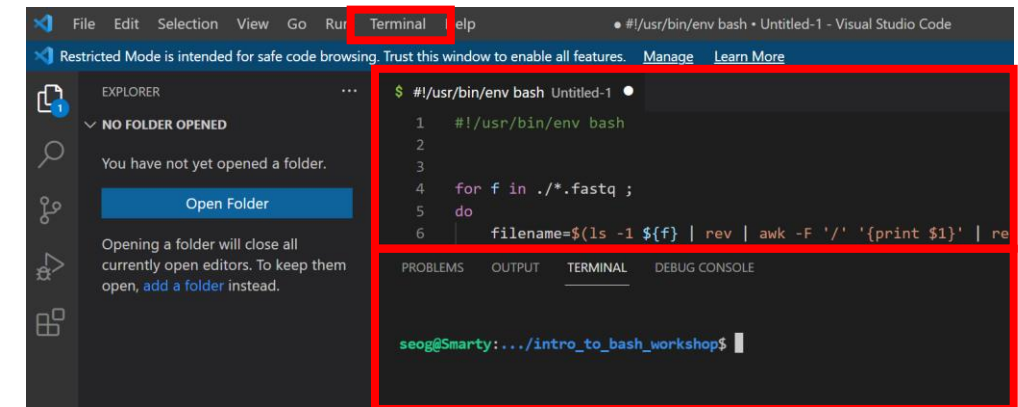 File Edit Selection View Go Run Terminal Help ● #!/usr/bin/env bash • Untitled-1 - Visual Studio Code
Restricted Mode is intended for safe code browsing. Trust this window to enable all features. Manage Learn More
EXPLORER ...
NO FOLDER OPENED
You have not yet opened a folder.
Open Folder
Opening a folder will close all
currently open editors. To keep them
open, add a folder instead.
1
$ #!/usr/bin/env bash Untitled-1 ●
1 #!/usr/bin/env bash
2
3
4 for f in ./*.fastq ;
5 do
6 filename=$(ls -1 ${f} | rev | awk -F '/' '{print $1}' | re
PROBLEMS OUTPUT TERMINAL DEBUG CONSOLE
seog@Smarty:.../intro_to_bash_workshop$